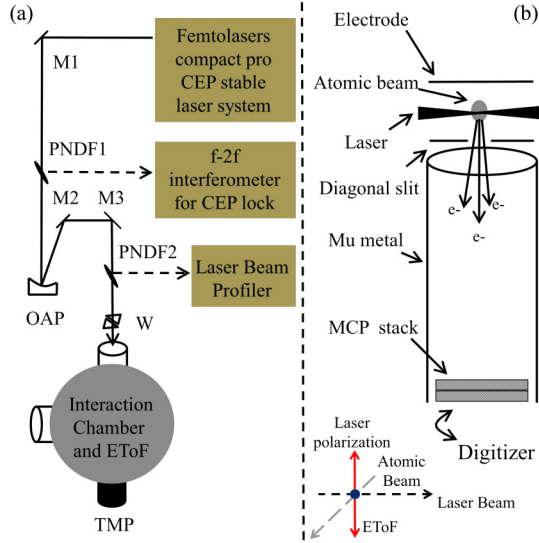 (a)
Femtolasers
compact pro
CEP stable
laser system
M1
PNDF1
f-2f
interferometer
for CEP lock
M2
M3
PNDF2
Laser Beam
Profiler
OAP
W
Interaction
Chamber
and EToF
TMP
(b)
Electrode
Atomic beam
Laser
Diagonal slit
e-
e-
e-
Mu metal
MCP stack
Digitizer
Laser
polarization
Atomic
Beam
Laser Beam
EToF